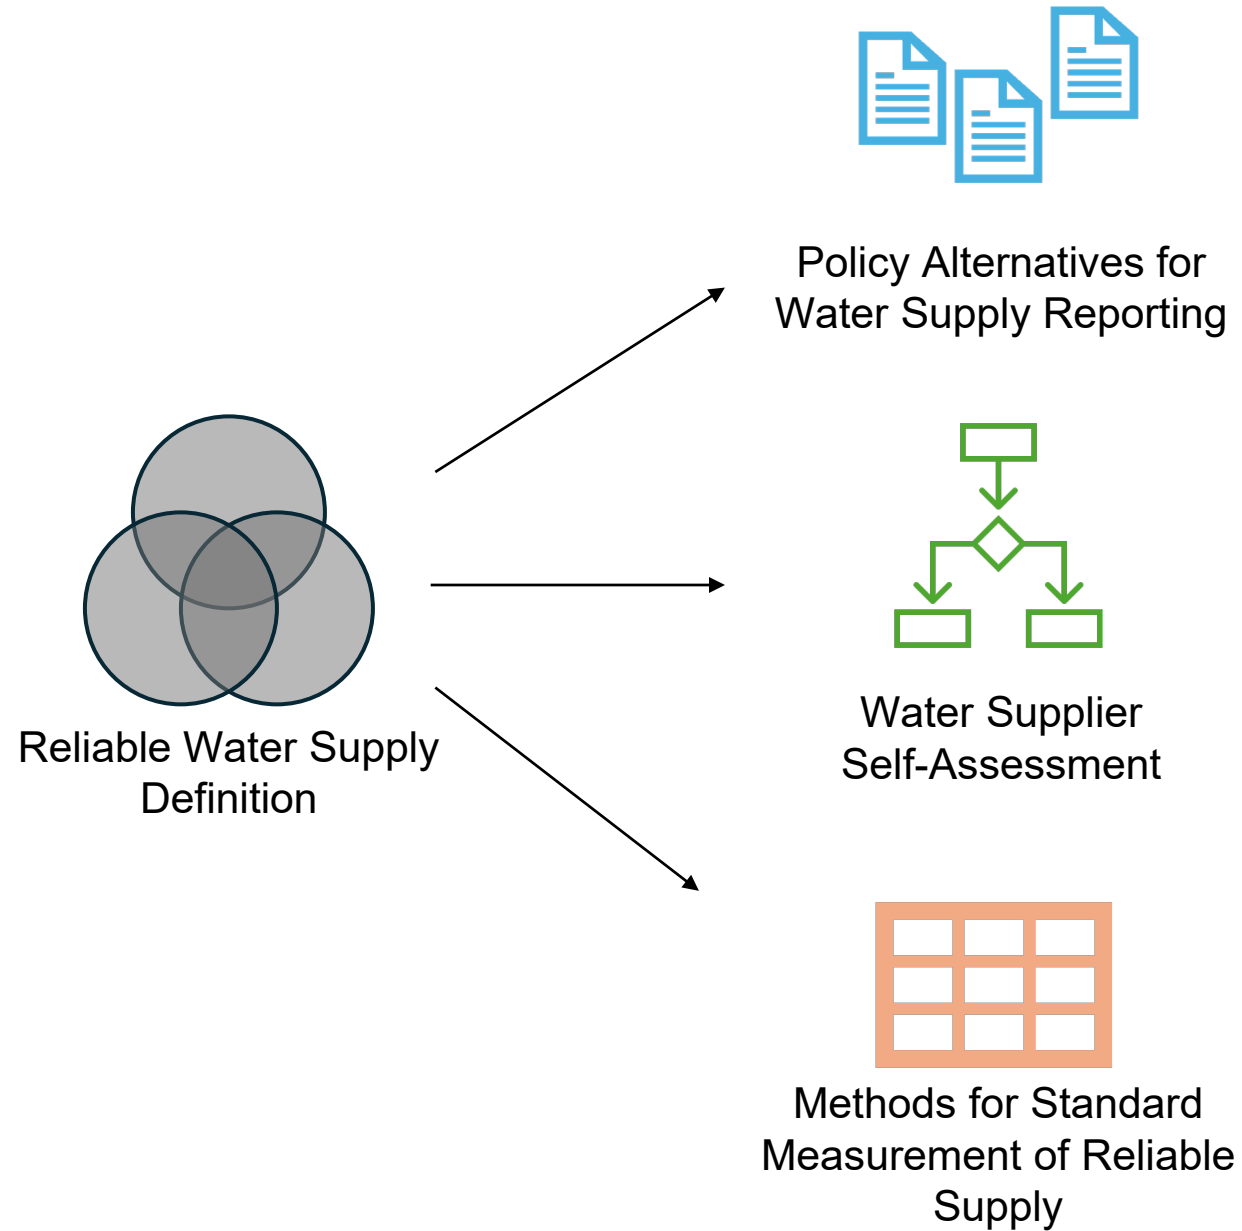 Policy Alternatives for
Water Supply Reporting
Reliable Water Supply
Definition
Water Supplier
Self-Assessment
Methods for Standard
Measurement of Reliable
Supply